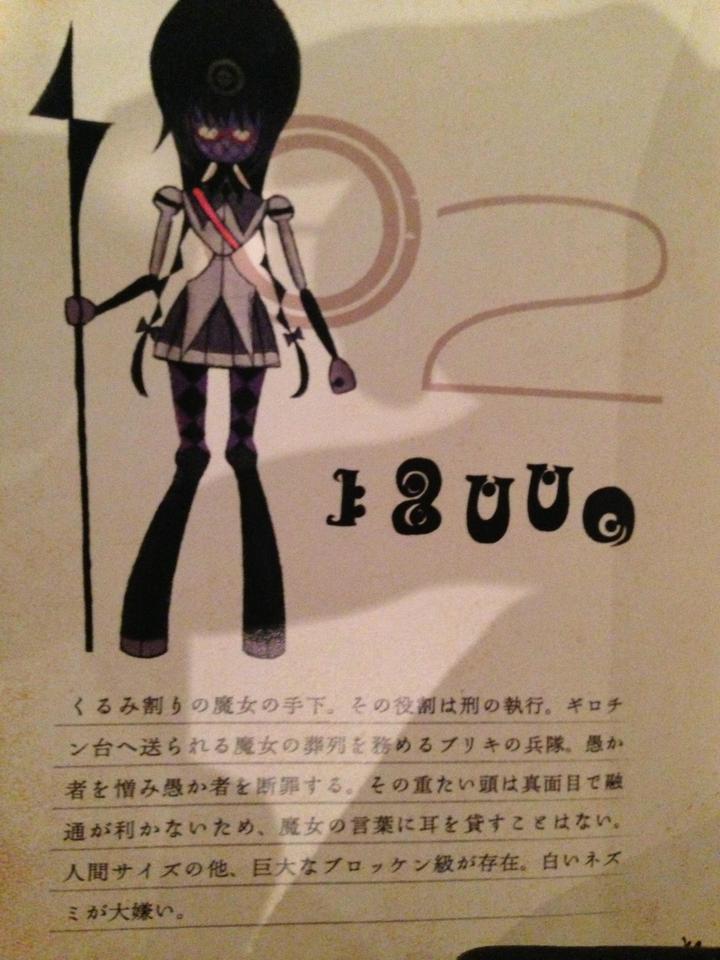 02
くるみ割りの魔女の手下。その役割は刑の執行。ギロチ
ン台へ送られる魔女の葬列を務めるブリキの兵隊。愚か
者を憎み愚か者を断罪する。その重たい頭は真面目で融
通が利かないため、魔女の言葉に耳を貸すことはない。
人間サイズの他、巨大なブロッケン級が存在。白いネズ
ミが大嫌い。